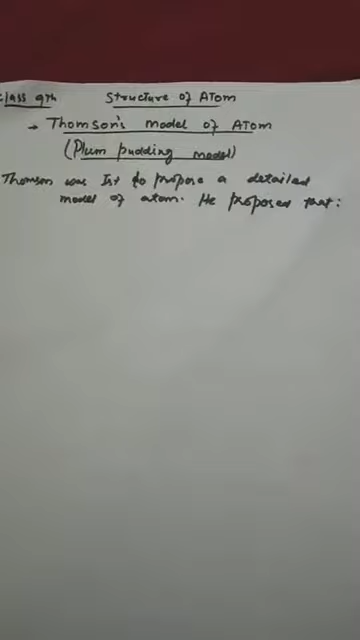 Class 9th Structure of Atom
→ Thomson's model of Atom
(Plum pudding model)
Thomson was Ist to propose a detailed
model of atom. He proposed that: